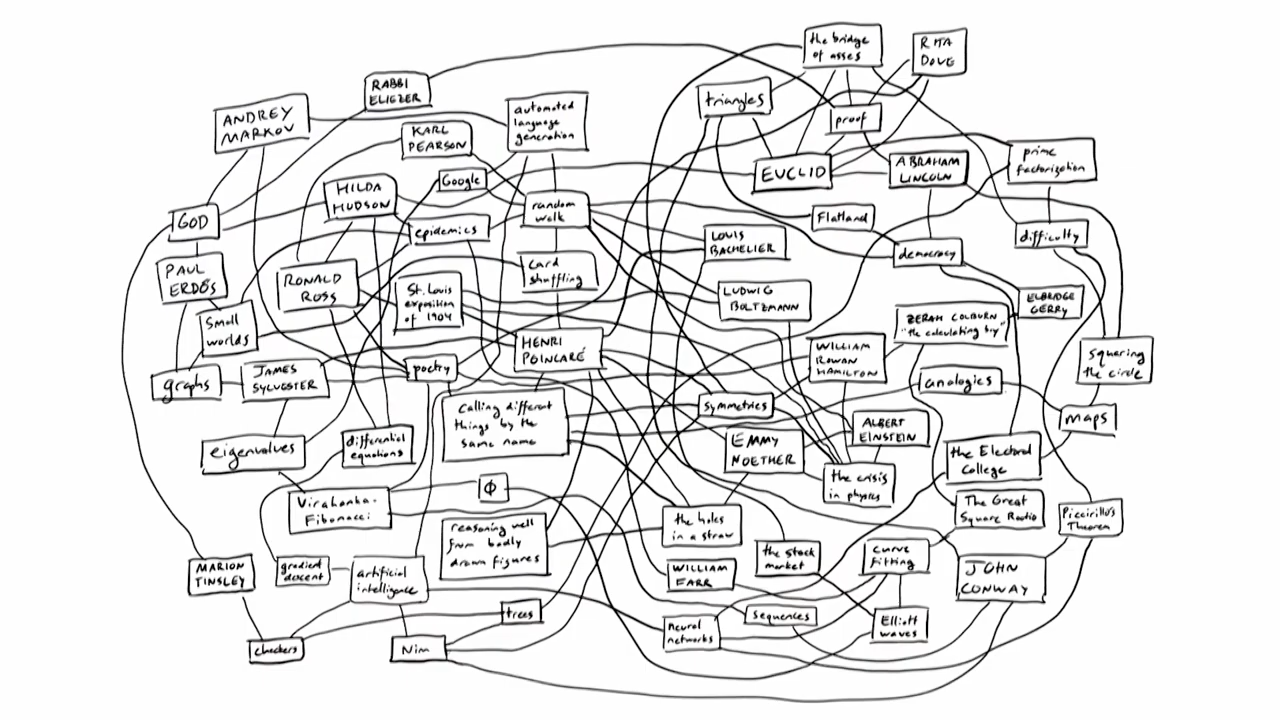 the bridge
of asses
RITA
DOVE
RABBI
ELIEZER
triangles
ANDREY
MARKOV
automated
language
generation
proof
KARL
PEARSON
EUCLID
ABRAHAM
LINCOLN
prime
factorization
Google
HILDA
HUDSON
random
walk
Flatland
GOD
epidemics
difficulty
LOUIS
BACHELIER
democracy
PAUL
ERDŐS
RONALD
ROSS
card
shuffling
St. Louis
exposition
of 1904
LUDWIG
BOLTZMANN
ELBRIDGE
GERRY
Small
worlds
ZERAH COLBURN
"the calculating boy"
HENRI
POINCARÉ
WILLIAM
ROWAN
HAMILTON
squaring
the circle
graphs
JAMES
SYLVESTER
poetry
analogies
symmetries
maps
Calling different
things by the
same name
ALBERT
EINSTEIN
eigenvalues
differential
equations
EMMY
NOETHER
the Electoral
College
the crisis
in physics
Virahanka-
Fibonacci
φ
The Great
Square Radio
Piccirillo's
Theorem
reasoning well
from badly
drawn figures
the holes
in a straw
the stock
market
curve
fitting
MARION
TINSLEY
gradient
descent
artificial
intelligence
WILLIAM
FARR
JOHN
CONWAY
trees
sequences
neural
networks
Elliott
waves
checkers
Nim